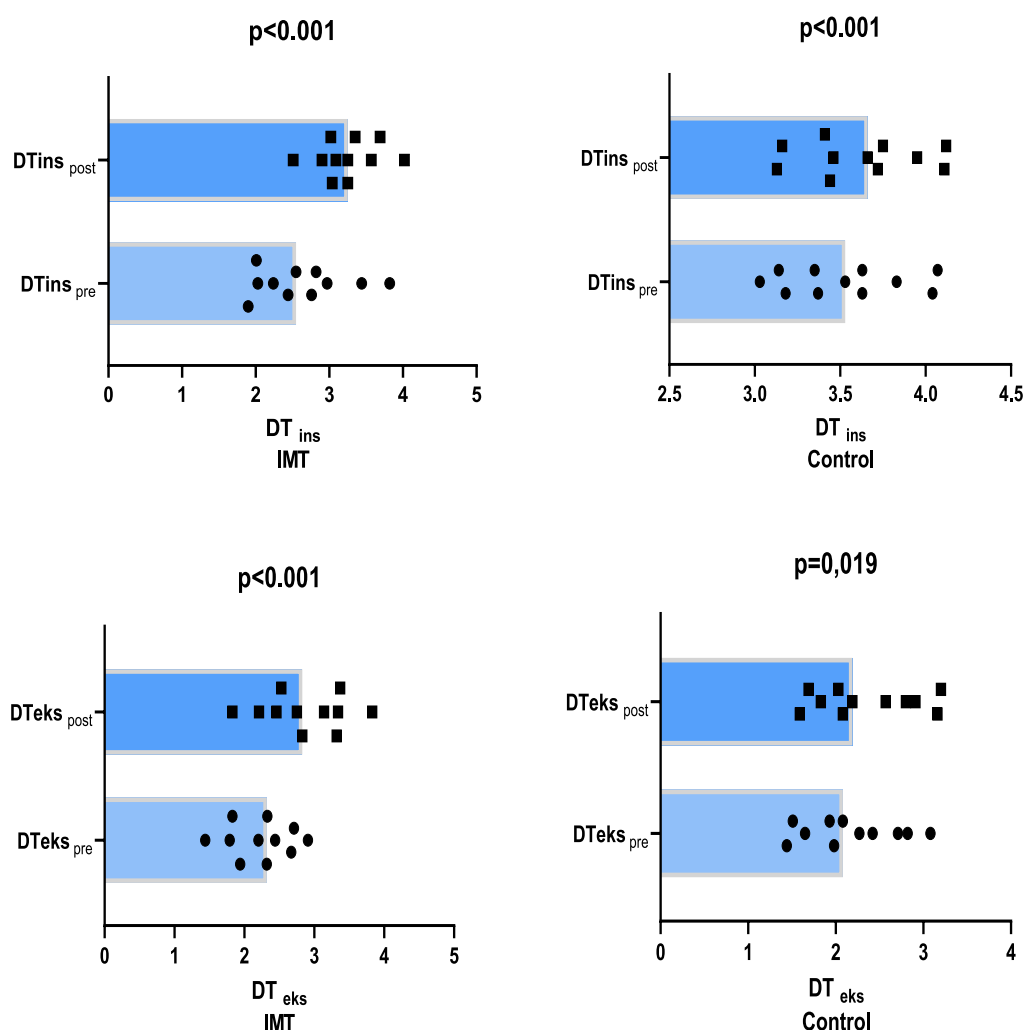 p<0.001
DTins post
DTins pre
0 1 2 3 4 5
DT ins
IMT
p<0.001
DTins post
DTins pre
2.5 3.0 3.5 4.0 4.5
DT ins
Control
p<0.001
DTeks post
DTeks pre
0 1 2 3 4 5
DT eks
IMT
p=0,019
DTeks post
DTeks pre
0 1 2 3 4
DT eks
Control